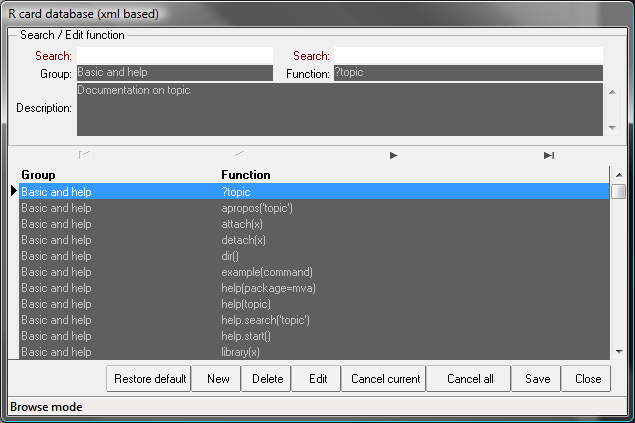 R card database (xml based)
Search / Edit function
Search: Search:
Group: Basic and help Function: ?topic
Documentation on topic
Description:
Group Function
Basic and help ?topic
Basic and help apropos('topic')
Basic and help attach(x)
Basic and help detach(x)
Basic and help dir()
Basic and help example(command)
Basic and help help(package=mva)
Basic and help help(topic)
Basic and help help.search('topic')
Basic and help help.start()
Basic and help library(x)
Restore default New Delete Edit Cancel current Cancel all Save Close
Browse mode